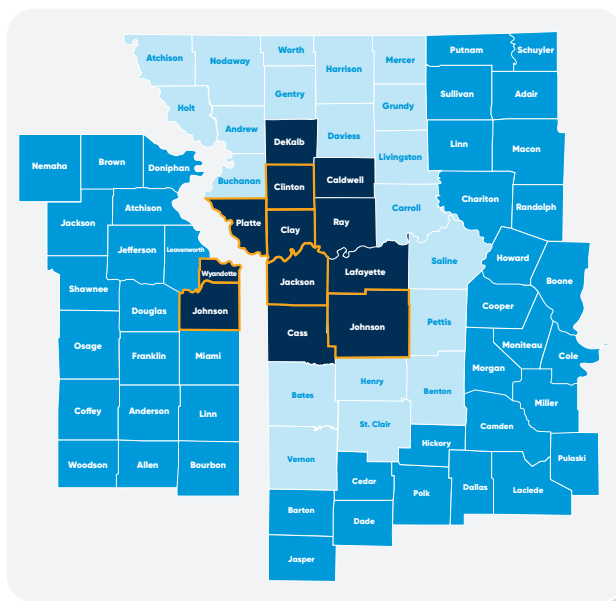 Worth
Putnam
Schuyler
Atchison
Nodaway
Harrison
Mercer
Gentry
Sullivan
Adair
Holt
Grundy
Andrew
Daviess
DeKalb
Linn
Macon
Nemaha
Brown
Doniphan
Livingston
Buchanan
Clinton
Caldwell
Chariton
Randolph
Atchison
Carroll
Jackson
Platte
Clay
Ray
Jefferson
Leavenworth
Saline
Howard
Boone
Wyandotte
Lafayette
Jackson
Shawnee
Douglas
Johnson
Cooper
Pettis
Johnson
Cass
Moniteau
Cole
Osage
Franklin
Miami
Morgan
Henry
Benton
Bates
Miller
Coffey
Anderson
Linn
St. Clair
Camden
Hickory
Vernon
Pulaski
Woodson
Allen
Bourbon
Cedar
Polk
Dallas
Laclede
Barton
Dade
Jasper